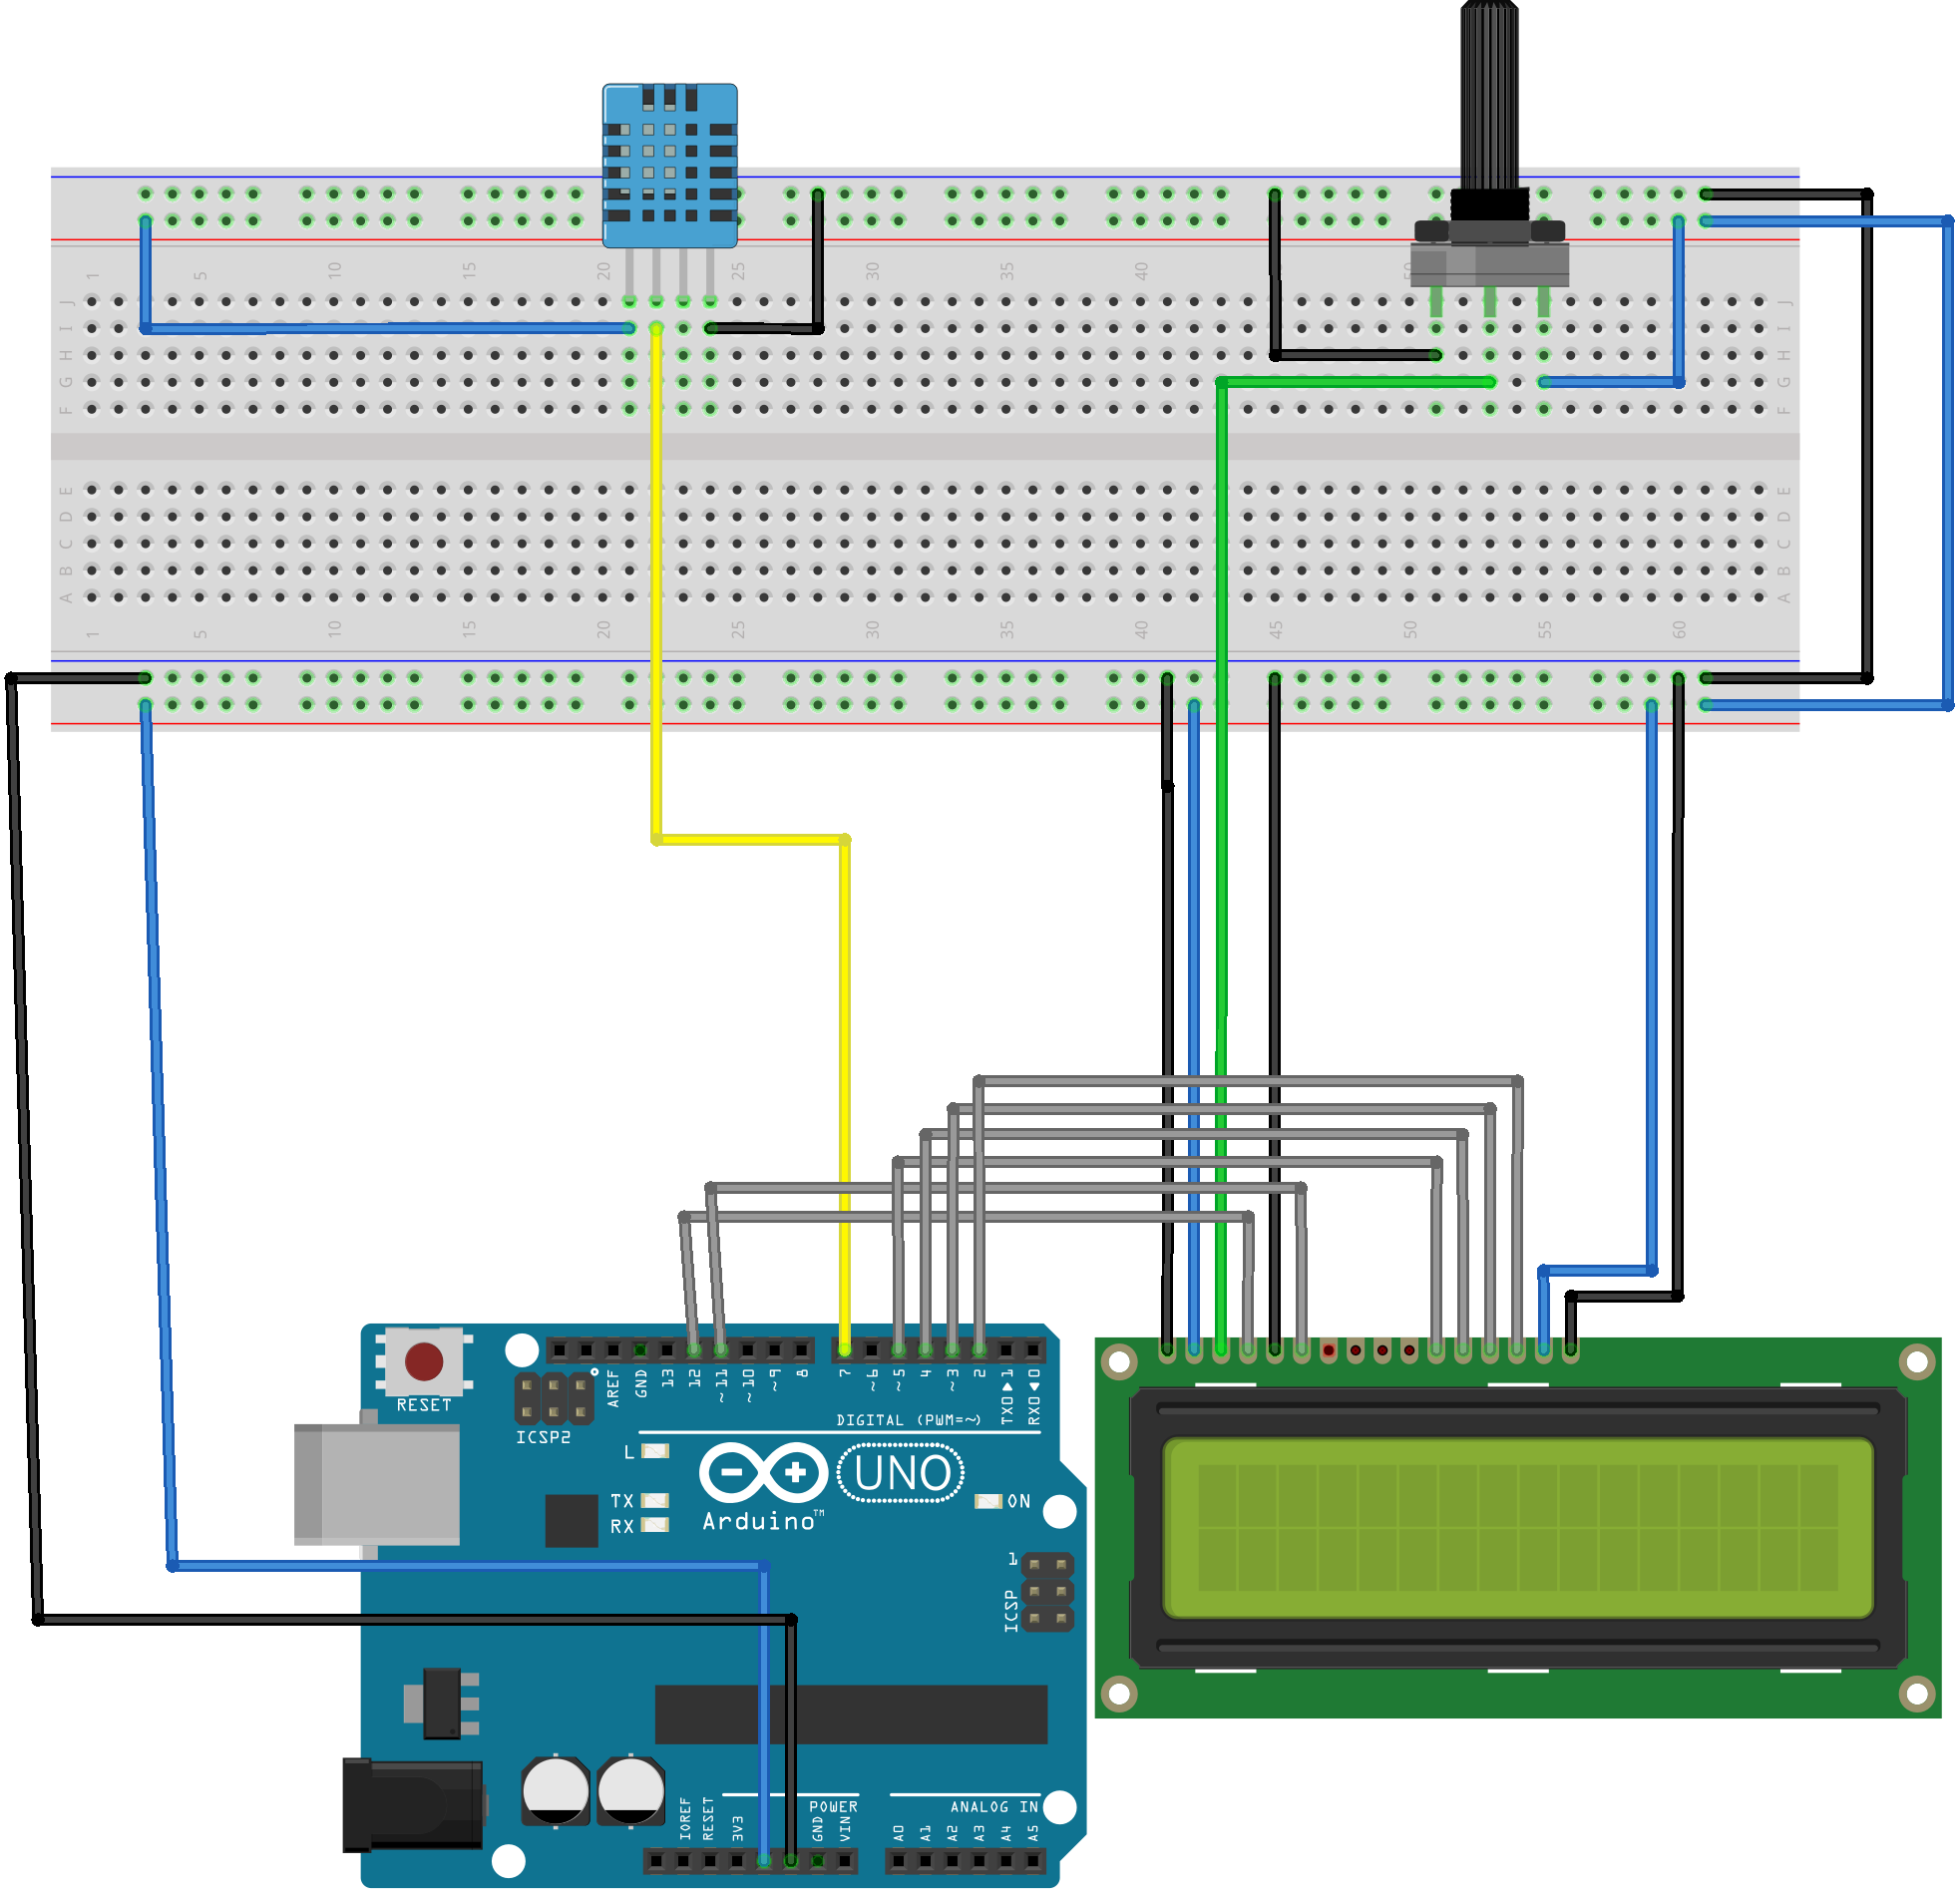 1 5 10 15 20 25 30 35 40 45 50 55 60
J J
I I
H H
G G
F F
E E
D D
C C
B B
A A
1 5 10 15 20 25 30 35 40 45 50 55 60
RESET
ICSP2
AREF
GND
13
12
~11
~10
~9
8
7
~6
~5
4
~3
2
TX0▶1
RX0◀0
DIGITAL (PWM=~)
L
TX
RX
UNO
ON
Arduino™
1
ICSP
IOREF
RESET
3V3
GND
VIN
POWER
ANALOG IN
A0
A1
A2
A3
A4
A5